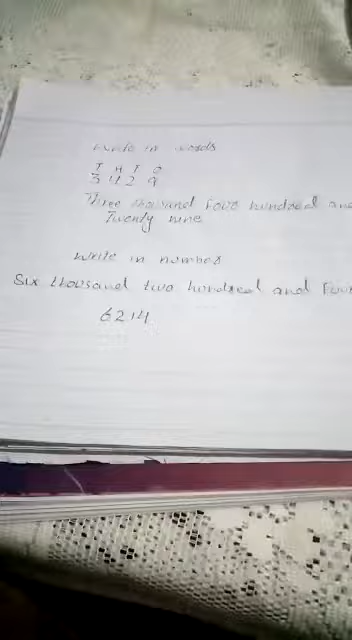 Write in words
T H T O
3 4 2 9
Three thousand four hundred and
Twenty nine
Write in number
Six thousand two hundred and Four
6214